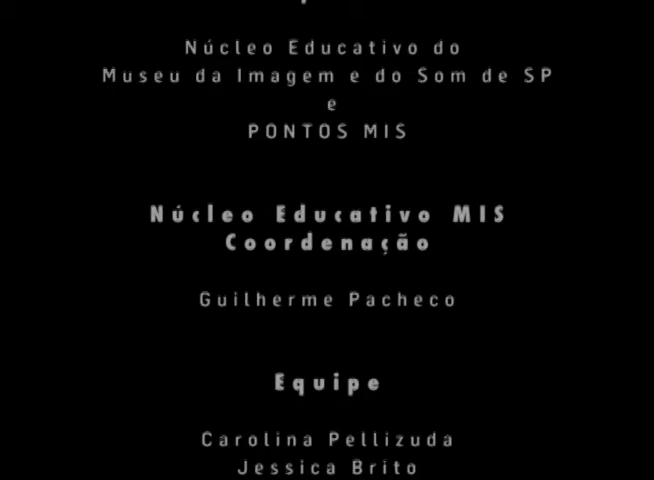 Núcleo Educativo do
Museu da Imagem e do Som de SP
e
PONTOS MIS
Núcleo Educativo MIS
Coordenação
Guilherme Pacheco
Equipe
Carolina Pellizuda
Jessica Brito